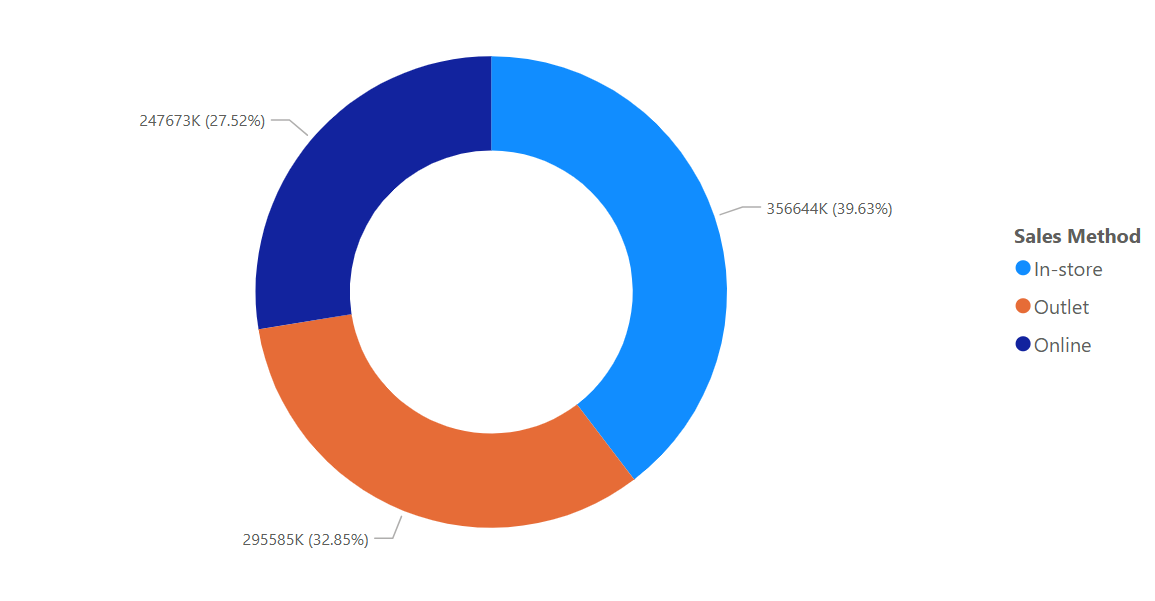 247673K (27.52%)
356644K (39.63%)
295585K (32.85%)
Sales Method
In-store
Outlet
Online